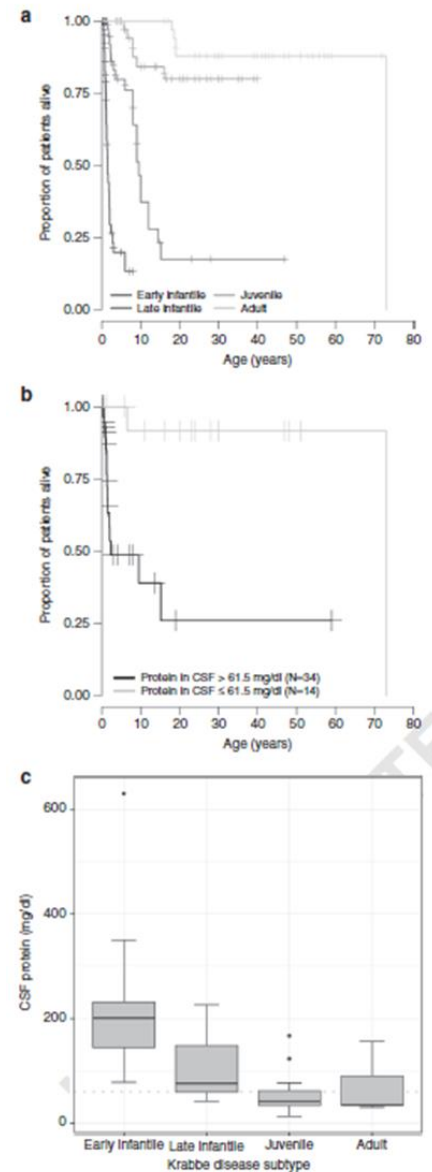 a
Proportion of patients alive
1.00
0.75
0.50
0.25
0.00
Early Infantile
Juvenile
Late Infantile
Adult
0 10 20 30 40 50 60 70 80
Age (years)
b
Proportion of patients alive
1.00
0.75
0.50
0.25
0.00
Protein in CSF > 61.5 mg/dl (N=34)
Protein in CSF ≤ 61.5 mg/dl (N=14)
0 10 20 30 40 50 60 70 80
Age (years)
c
CSF protein (mg/dl)
600
400
200
0
Early Infantile Late Infantile Juvenile Adult
Krabbe disease subtype